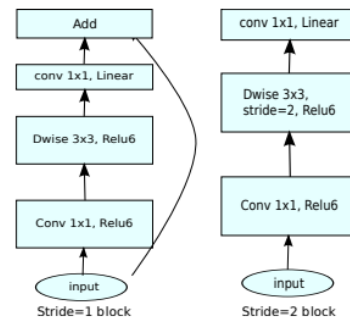 Add
conv 1x1, Linear
Dwise 3x3, Relu6
Conv 1x1, Relu6
input
Stride=1 block
conv 1x1, Linear
Dwise 3x3,
stride=2, Relu6
Conv 1x1, Relu6
input
Stride=2 block